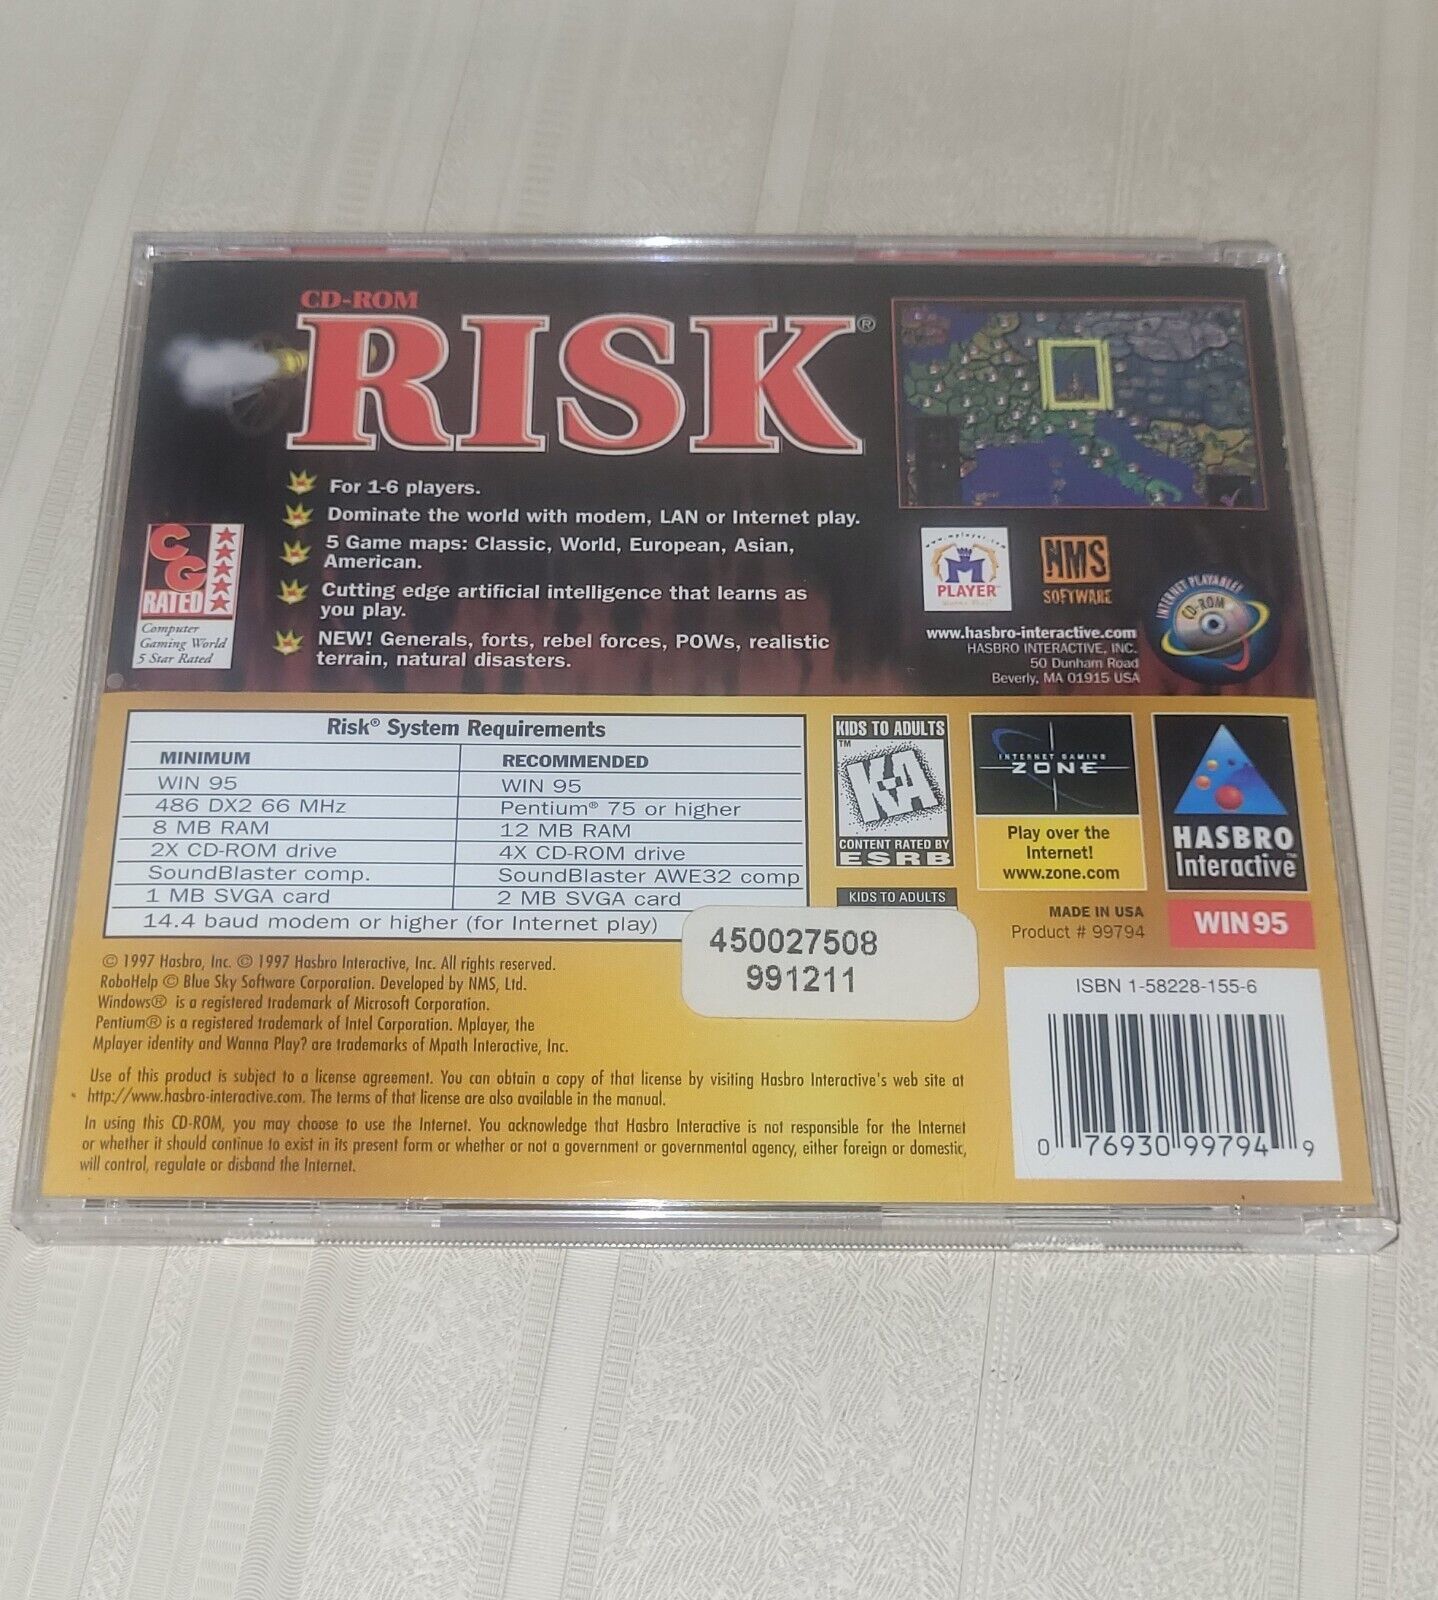 CD-ROM
RISK®
For 1-6 players.
Dominate the world with modem, LAN or Internet play.
5 Game maps: Classic, World, European, Asian,
American.
Cutting edge artificial intelligence that learns as
you play.
NEW! Generals, forts, rebel forces, POWs, realistic
terrain, natural disasters.
CG
RATED
Computer
Gaming World
5 Star Rated
www.mplayer.com
M
PLAYER™
NMS
SOFTWARE
INTERNET PLAYABLE!
CD-ROM
www.hasbro-interactive.com
HASBRO INTERACTIVE, INC.
50 Dunham Road
Beverly, MA 01915 USA
Risk® System Requirements
MINIMUM RECOMMENDED
WIN 95 WIN 95
486 DX2 66 MHz Pentium® 75 or higher
8 MB RAM 12 MB RAM
2X CD-ROM drive 4X CD-ROM drive
SoundBlaster comp. SoundBlaster AWE32 comp
1 MB SVGA card 2 MB SVGA card
14.4 baud modem or higher (for Internet play)
KIDS TO ADULTS
TM
K-A
CONTENT RATED BY
ESRB
KIDS TO ADULTS
INTERNET GAMING
ZONE
Play over the
Internet!
www.zone.com
HASBRO
Interactive™
MADE IN USA
Product # 99794
WIN 95
450027508
991211
© 1997 Hasbro, Inc. © 1997 Hasbro Interactive, Inc. All rights reserved.
RoboHelp © Blue Sky Software Corporation. Developed by NMS, Ltd.
Windows® is a registered trademark of Microsoft Corporation.
Pentium® is a registered trademark of Intel Corporation. Mplayer, the
Mplayer identity and Wanna Play? are trademarks of Mpath Interactive, Inc.
Use of this product is subject to a license agreement. You can obtain a copy of that license by visiting Hasbro Interactive's web site at
http://www.hasbro-interactive.com. The terms of that license are also available in the manual.
In using this CD-ROM, you may choose to use the Internet. You acknowledge that Hasbro Interactive is not responsible for the Internet
or whether it should continue to exist in its present form or whether or not a government or governmental agency, either foreign or domestic,
will control, regulate or disband the Internet.
ISBN 1-58228-155-6
0 76930 99794 9